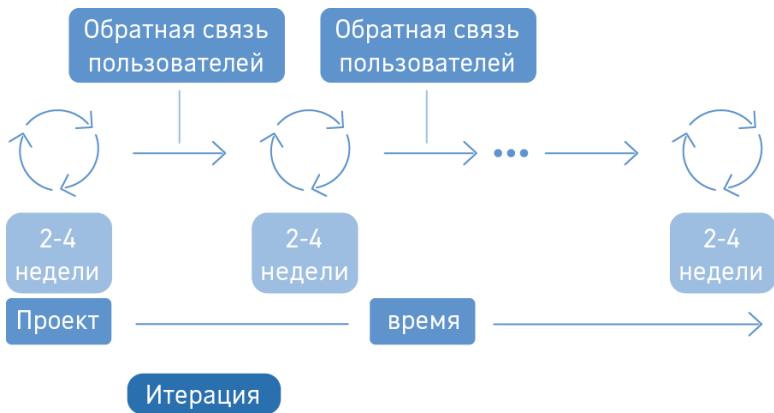 Обратная связь
пользователей
Обратная связь
пользователей
2-4
недели
2-4
недели
2-4
недели
Проект
время
Итерация